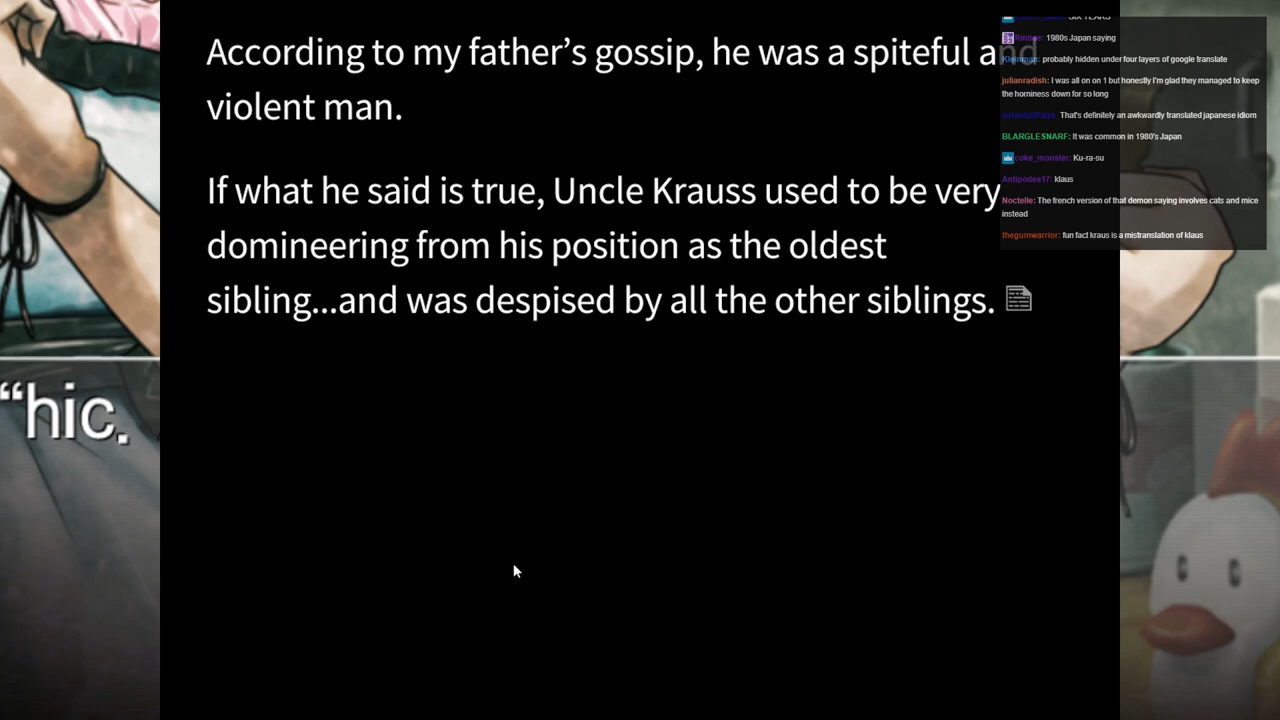 According to my father’s gossip, he was a spiteful and
violent man.
If what he said is true, Uncle Krauss used to be very
domineering from his position as the oldest
sibling...and was despised by all the other siblings.
“hic.
SIX YEARS
Rinbae: 1980s Japan saying
Kleinman: probably hidden under four layers of google translate
julianradish: I was all on on 1 but honestly I'm glad they managed to keep
the horniness down for so long
That's definitely an awkwardly translated japanese idiom
BLARGLESNARF: It was common in 1980's Japan
coke_monster: Ku-ra-su
Antipodes17: klaus
Noctelle: The french version of that demon saying involves cats and mice
instead
thegumwarrior: fun fact kraus is a mistranslation of klaus